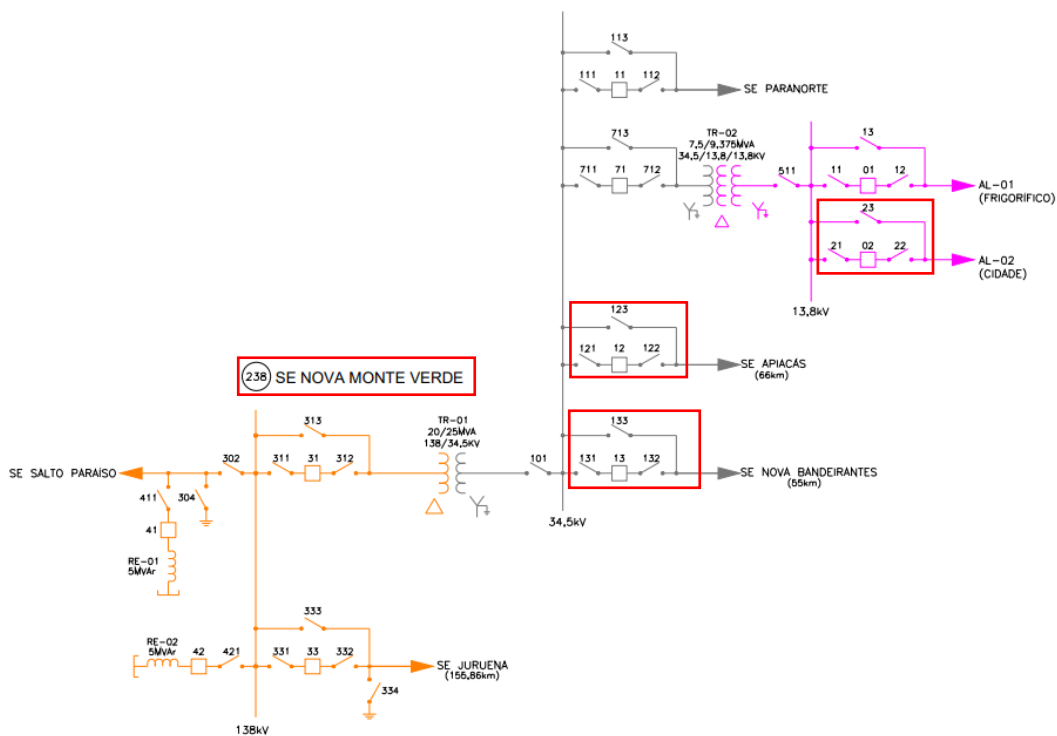 113
111 11 112
SE PARANORTE
713
711 71 712
TR-02
7,5/9,375MVA
34,5/13,8/13,8KV
511
13
11 01 12
AL-01
(FRIGORÍFICO)
23
21 02 22
AL-02
(CIDADE)
13,8kV
123
121 12 122
SE APIACÁS
(66km)
238 SE NOVA MONTE VERDE
133
131 13 132
SE NOVA BANDEIRANTES
(55km)
34,5kV
TR-01
20/25MVA
138/34,5KV
101
313
311 31 312
302
SE SALTO PARAÍSO
411
304
41
RE-01
5MVAr
RE-02
5MVAr
42 421
333
331 33 332
SE JURUENA
(155,86km)
334
138kV